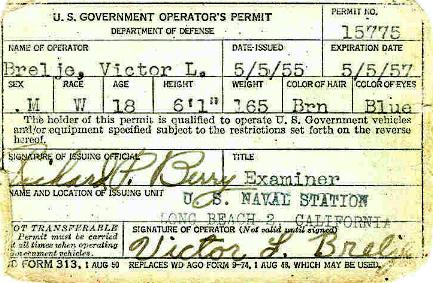 U. S. GOVERNMENT OPERATOR'S PERMIT
DEPARTMENT OF DEFENSE
PERMIT NO.
15775
NAME OF OPERATOR DATE-ISSUED EXPIRATION DATE
Brelje, Victor L. 5/5/55 5/5/57
SEX RACE AGE HEIGHT WEIGHT COLOR OF HAIR COLOR OF EYES
M W 18 6'1" 165 Brn Blue
The holder of this permit is qualified to operate U. S. Government vehicles
and/or equipment specified subject to the restrictions set forth on the reverse
hereof.
SIGNATURE OF ISSUING OFFICIAL TITLE
Richard P. Berry Examiner
NAME AND LOCATION OF ISSUING UNIT
U. S. NAVAL STATION
LONG BEACH 2, CALIFORNIA
NOT TRANSFERABLE
Permit must be carried
at all times when operating
Government vehicles.
SIGNATURE OF OPERATOR (Not valid until signed)
Victor L. Brelje
DD FORM 313, 1 AUG 50 REPLACES WD AGO FORM 9-74, 1 AUG 48, WHICH MAY BE USED.